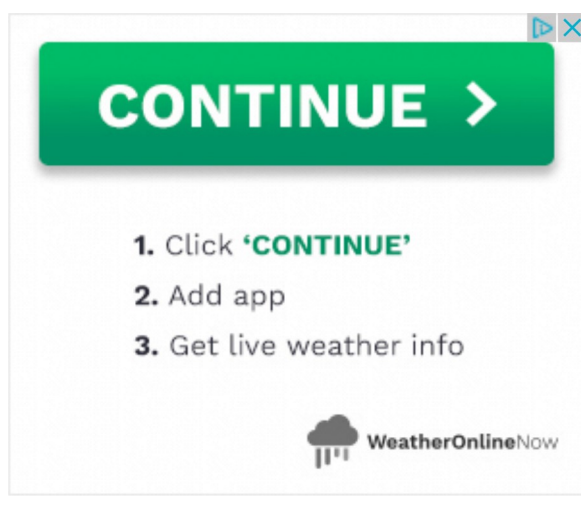 CONTINUE >
1. Click ‘CONTINUE’
2. Add app
3. Get live weather info
WeatherOnlineNow